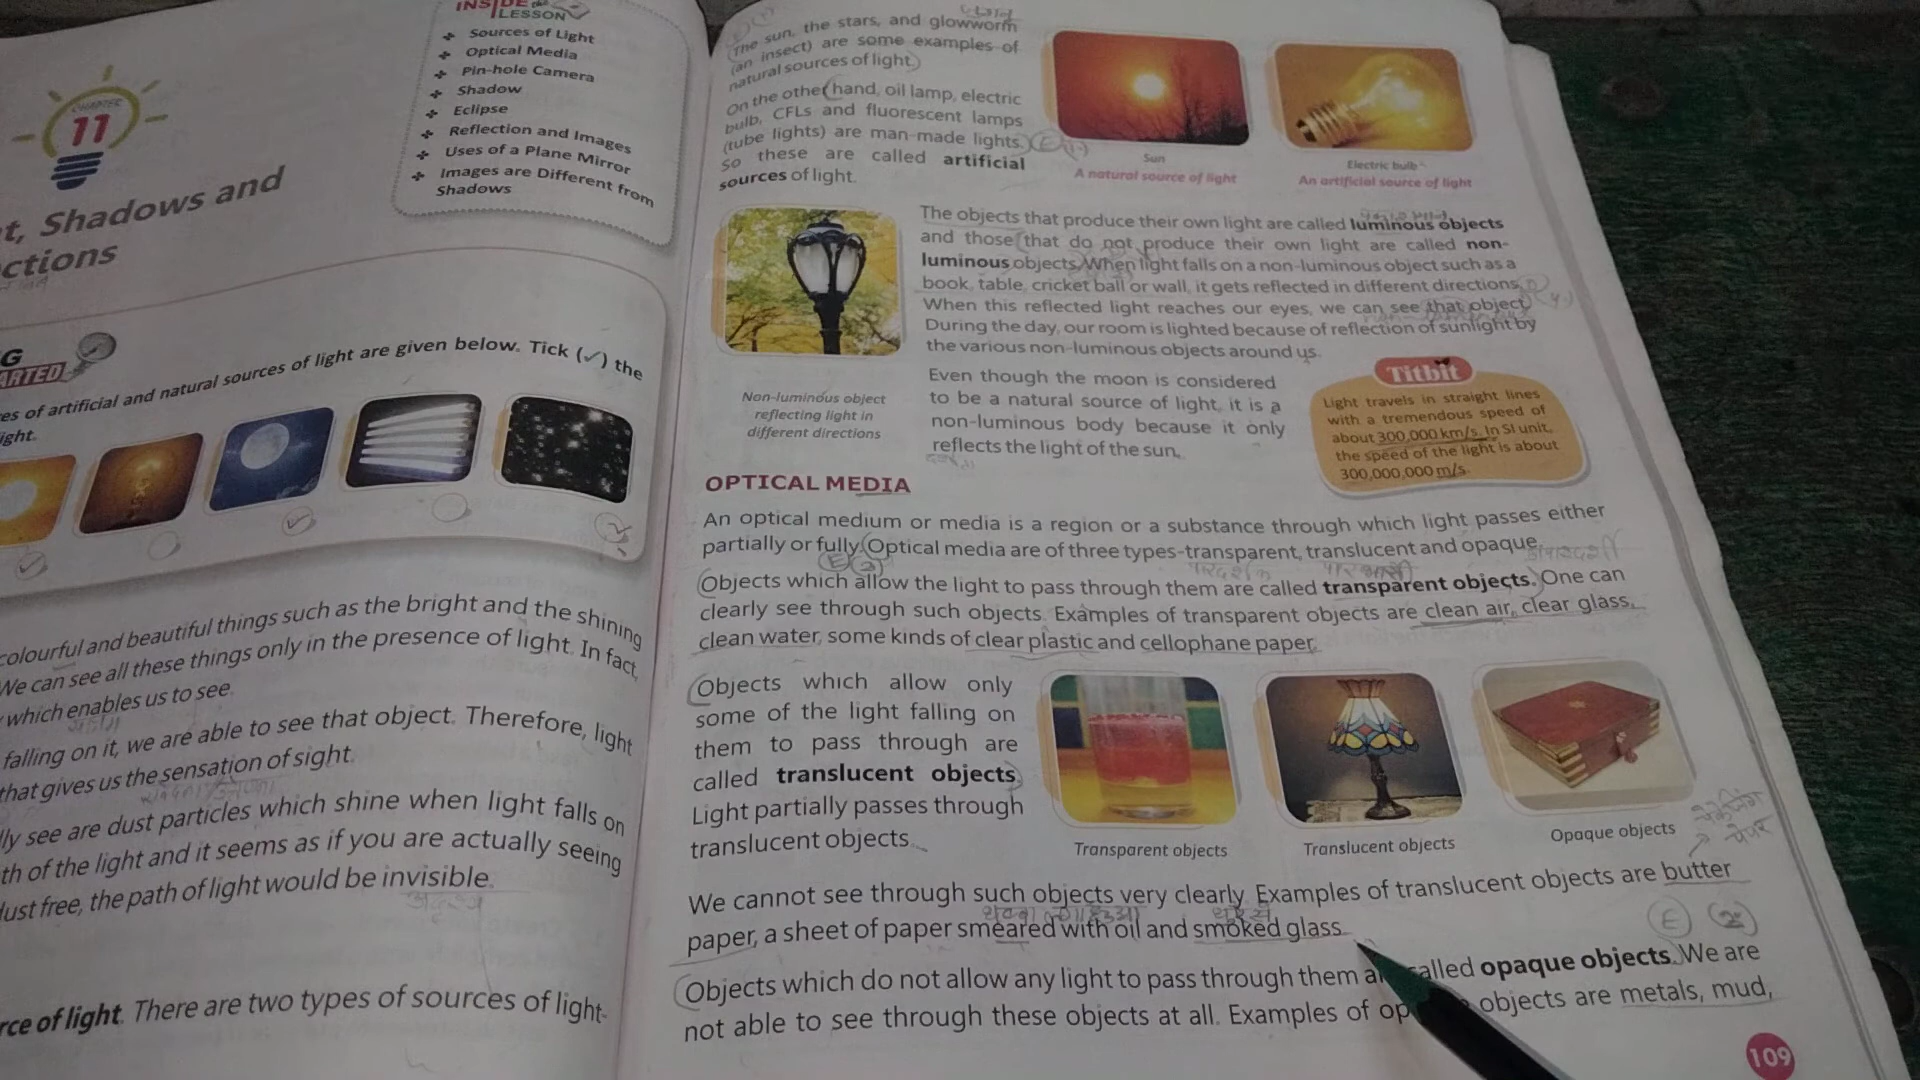 INSIDE the
LESSON
Sources of Light
Optical Media
Pin-hole Camera
Shadow
Eclipse
Reflection and Images
Uses of a Plane Mirror
Images are Different from
Shadows
CHAPTER
11
t, Shadows and
ctions
G
ARTED
es of artificial and natural sources of light are given below. Tick (✓) the
ight.
colourful and beautiful things such as the bright and the shining
We can see all these things only in the presence of light. In fact,
which enables us to see.
falling on it, we are able to see that object. Therefore, light
that gives us the sensation of sight.
lly see are dust particles which shine when light falls on
th of the light and it seems as if you are actually seeing
dust free, the path of light would be invisible.
अदृश्य
rce of light. There are two types of sources of light-
The sun, the stars, and glowworm
(an insect) are some examples of
natural sources of light.
On the other hand, oil lamp, electric
bulb, CFLs and fluorescent lamps
(tube lights) are man-made lights.
So these are called artificial
sources of light.
Sun
A natural source of light
Electric bulb
An artificial source of light
The objects that produce their own light are called luminous objects
and those that do not produce their own light are called non-
luminous objects. When light falls on a non-luminous object such as a
book, table, cricket ball or wall, it gets reflected in different directions.
When this reflected light reaches our eyes, we can see that object.
During the day, our room is lighted because of reflection of sunlight by
the various non-luminous objects around us.
Non-luminous object
reflecting light in
different directions
Even though the moon is considered
to be a natural source of light, it is a
non-luminous body because it only
reflects the light of the sun.
Titbit
Light travels in straight lines
with a tremendous speed of
about 300,000 km/s. In SI unit,
the speed of the light is about
300,000,000 m/s.
OPTICAL MEDIA
An optical medium or media is a region or a substance through which light passes either
partially or fully. Optical media are of three types-transparent, translucent and opaque.
E 2 पारदर्शक पारभासी अपारदर्शी
Objects which allow the light to pass through them are called transparent objects. One can
clearly see through such objects. Examples of transparent objects are clean air, clear glass,
clean water, some kinds of clear plastic and cellophane paper.
Objects which allow only
some of the light falling on
them to pass through are
called translucent objects.
Light partially passes through
translucent objects.
Transparent objects
Translucent objects
Opaque objects
We cannot see through such objects very clearly. Examples of translucent objects are butter
paper, a sheet of paper smeared with oil and smoked glass.
E 2
Objects which do not allow any light to pass through them a called opaque objects. We are
not able to see through these objects at all. Examples of op objects are metals, mud,
109